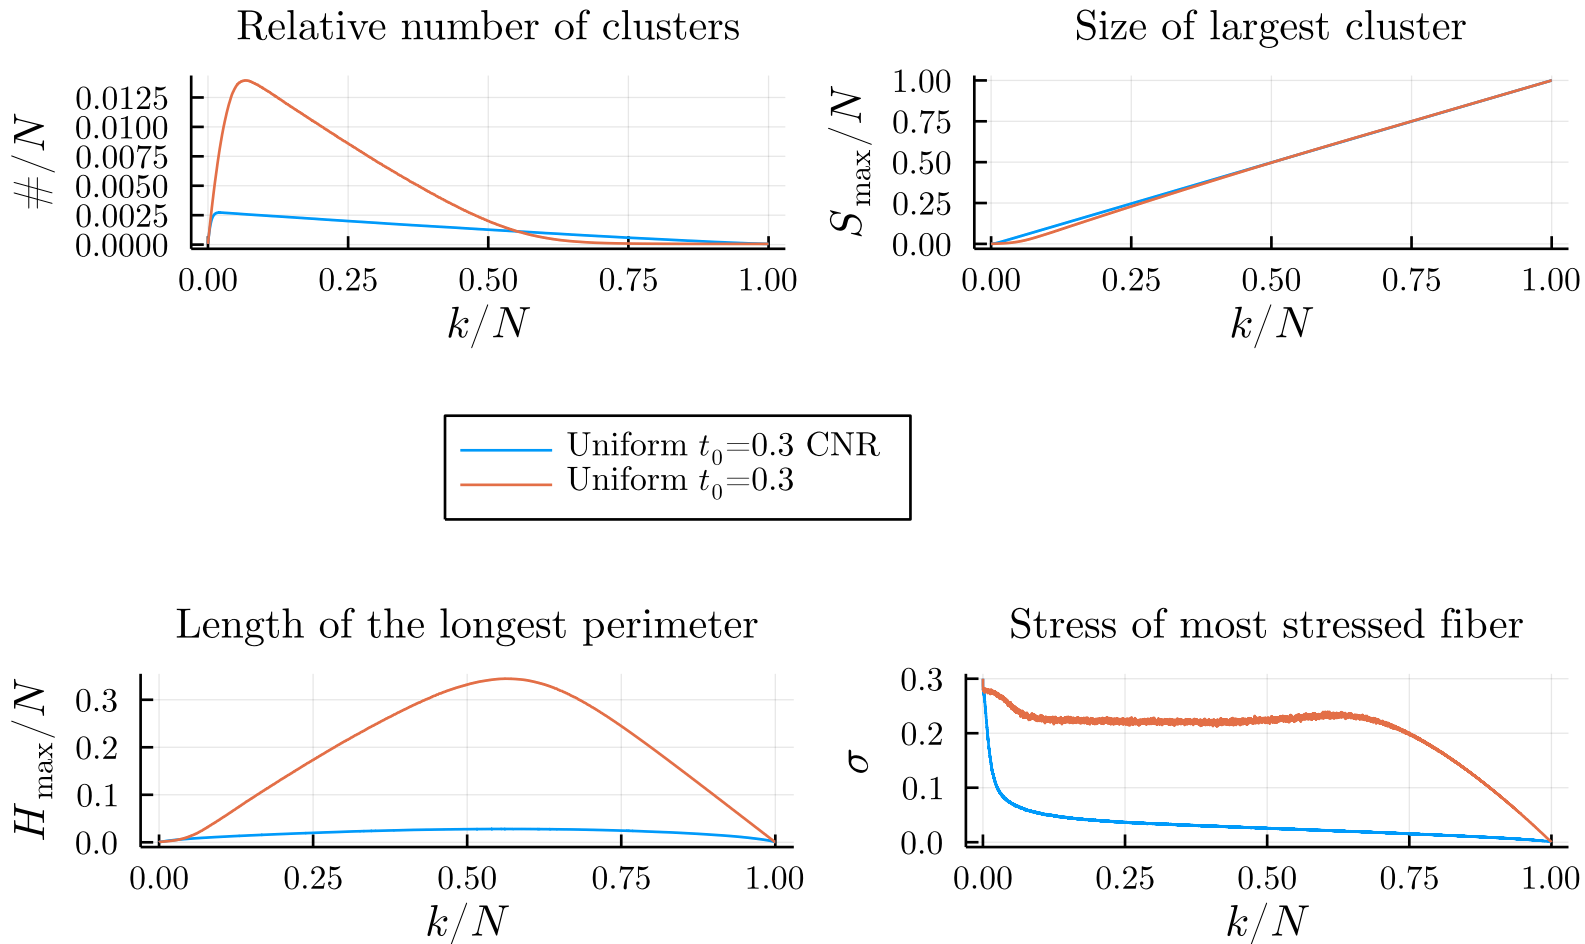 Relative number of clusters
#/N
0.0125
0.0100
0.0075
0.0050
0.0025
0.0000
0.00 0.25 0.50 0.75 1.00
k/N
Size of largest cluster
S_max/N
1.00
0.75
0.50
0.25
0.00
0.00 0.25 0.50 0.75 1.00
k/N
Uniform t₀=0.3 CNR
Uniform t₀=0.3
Length of the longest perimeter
H_max/N
0.3
0.2
0.1
0.0
0.00 0.25 0.50 0.75 1.00
k/N
Stress of most stressed fiber
σ
0.3
0.2
0.1
0.0
0.00 0.25 0.50 0.75 1.00
k/N